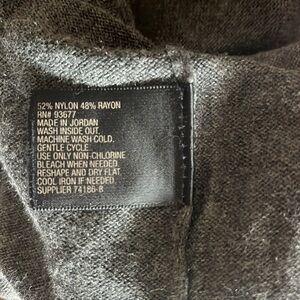 52% NYLON 48% RAYON
RN# 93677
MADE IN JORDAN
WASH INSIDE OUT.
MACHINE WASH COLD.
GENTLE CYCLE
USE ONLY NON-CHLORINE
BLEACH WHEN NEEDED.
RESHAPE AND DRY FLAT.
COOL IRON IF NEEDED.
SUPPLIER 74186-8